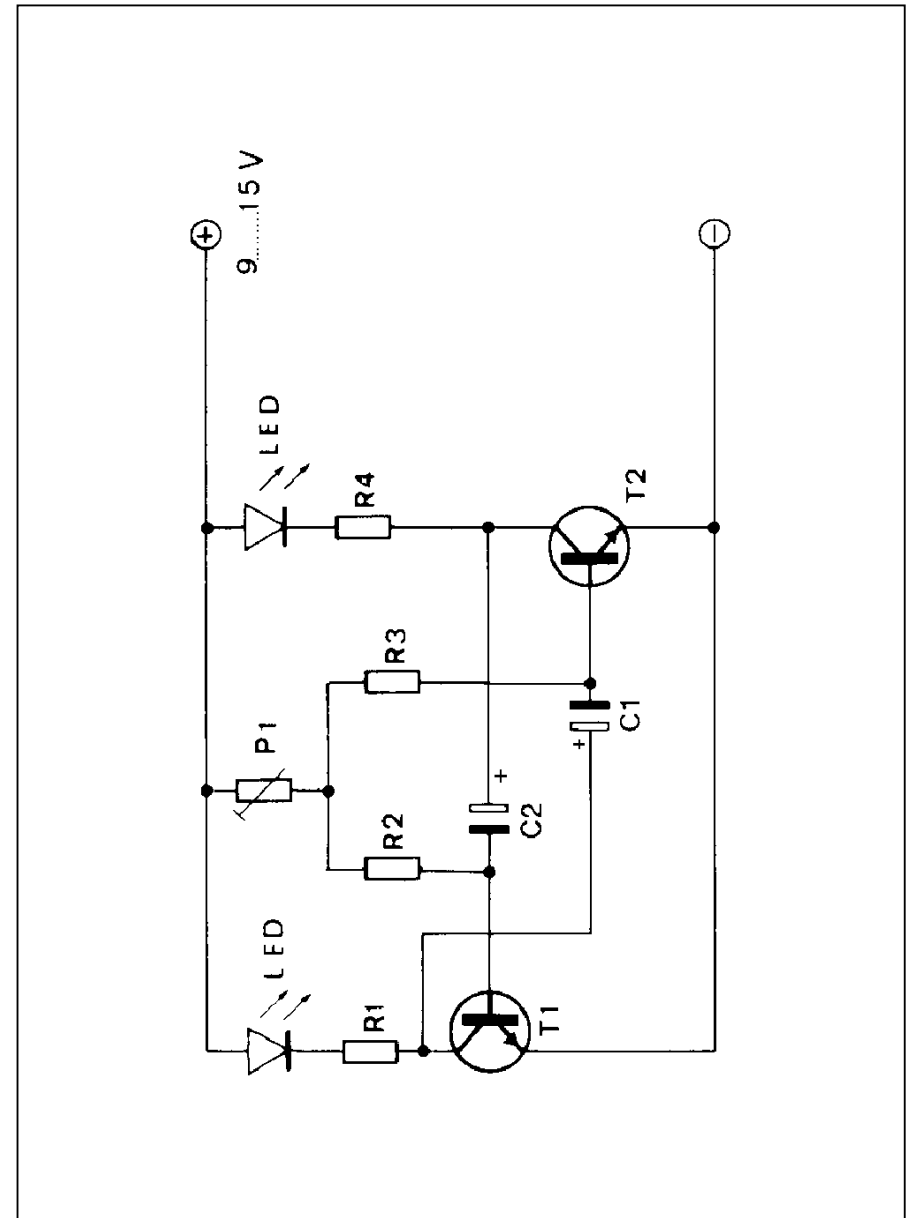 +
9......15 V
LED
LED
P1
R4
R3
R2
R1
T2
+
C1
+
C2
T1
−